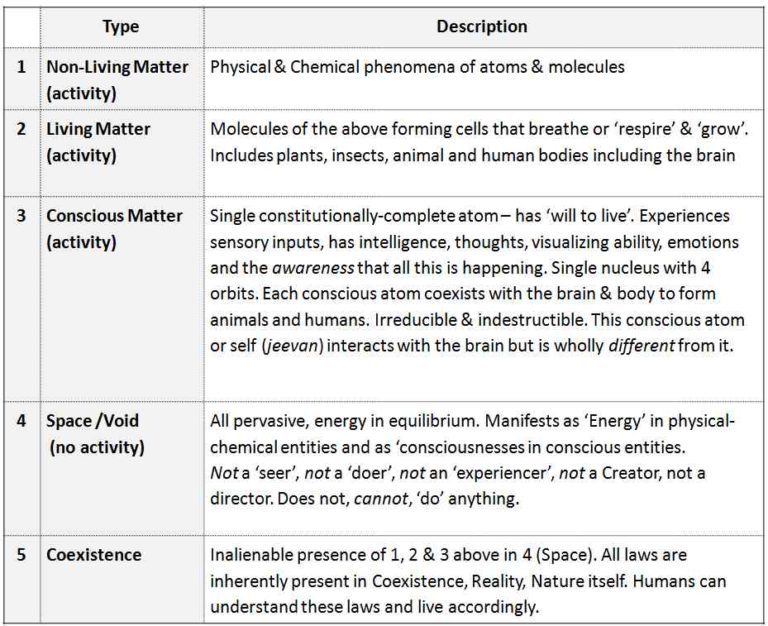 Type Description
1 Non-Living Matter Physical & Chemical phenomena of atoms & molecules
(activity)
2 Living Matter Molecules of the above forming cells that breathe or ‘respire’ & ‘grow’.
(activity) Includes plants, insects, animal and human bodies including the brain
3 Conscious Matter Single constitutionally-complete atom – has ‘will to live’. Experiences
(activity) sensory inputs, has intelligence, thoughts, visualizing ability, emotions
and the awareness that all this is happening. Single nucleus with 4
orbits. Each conscious atom coexists with the brain & body to form
animals and humans. Irreducible & indestructible. This conscious atom
or self (jeevan) interacts with the brain but is wholly different from it.
4 Space /Void All pervasive, energy in equilibrium. Manifests as ‘Energy’ in physical-
(no activity) chemical entities and as ‘consciousnesses in conscious entities.
Not a ‘seer’, not a ‘doer’, not an ‘experiencer’, not a Creator, not a
director. Does not, cannot, ‘do’ anything.
5 Coexistence Inalienable presence of 1, 2 & 3 above in 4 (Space). All laws are
inherently present in Coexistence, Reality, Nature itself. Humans can
understand these laws and live accordingly.